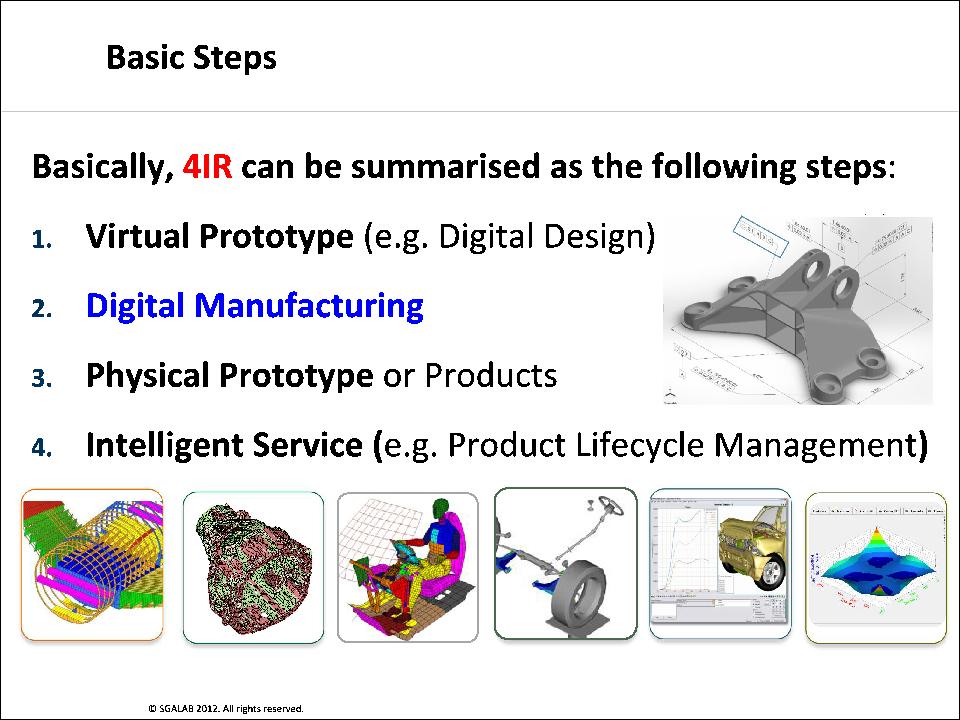 Basic Steps
Basically, 4IR can be summarised as the following steps:
1. Virtual Prototype (e.g. Digital Design)
2. Digital Manufacturing
3. Physical Prototype or Products
4. Intelligent Service (e.g. Product Lifecycle Management)
© SGALAB 2012. All rights reserved.